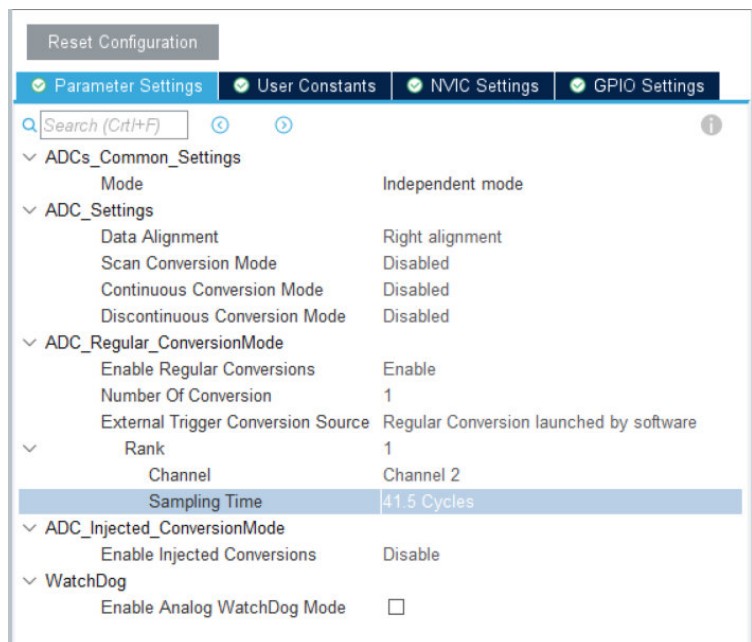 Reset Configuration
Parameter Settings User Constants NVIC Settings GPIO Settings
Search (Crtl+F)
ADCs_Common_Settings
Mode Independent mode
ADC_Settings
Data Alignment Right alignment
Scan Conversion Mode Disabled
Continuous Conversion Mode Disabled
Discontinuous Conversion Mode Disabled
ADC_Regular_ConversionMode
Enable Regular Conversions Enable
Number Of Conversion 1
External Trigger Conversion Source Regular Conversion launched by software
Rank 1
Channel Channel 2
Sampling Time 41.5 Cycles
ADC_Injected_ConversionMode
Enable Injected Conversions Disable
WatchDog
Enable Analog WatchDog Mode